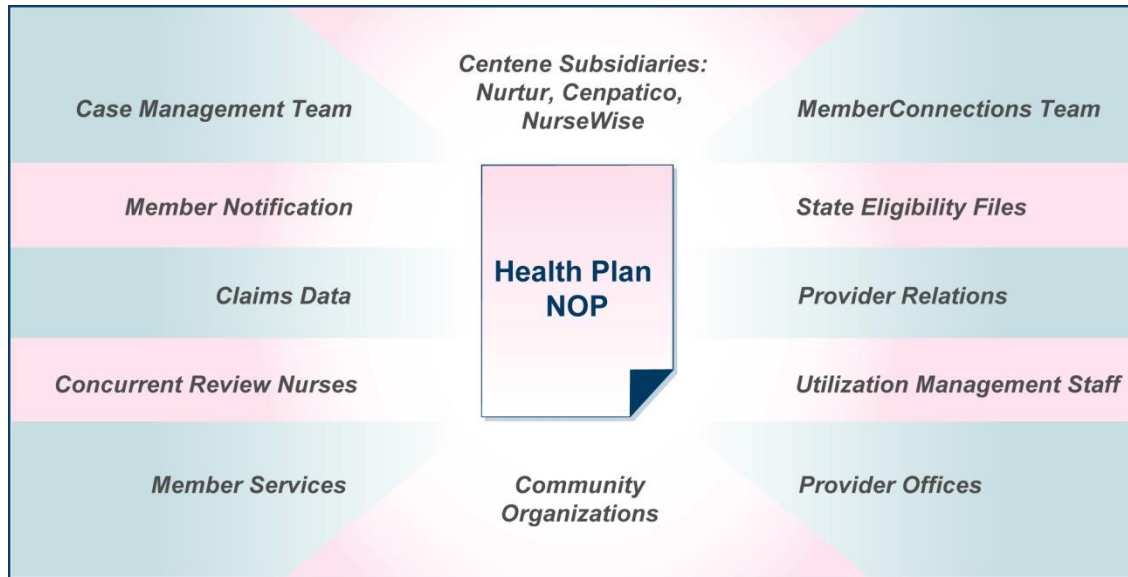 Centene Subsidiaries:
Nurtur, Cenpatico,
NurseWise
Case Management Team
MemberConnections Team
Member Notification
State Eligibility Files
Health Plan
NOP
Claims Data
Provider Relations
Concurrent Review Nurses
Utilization Management Staff
Member Services
Community
Organizations
Provider Offices